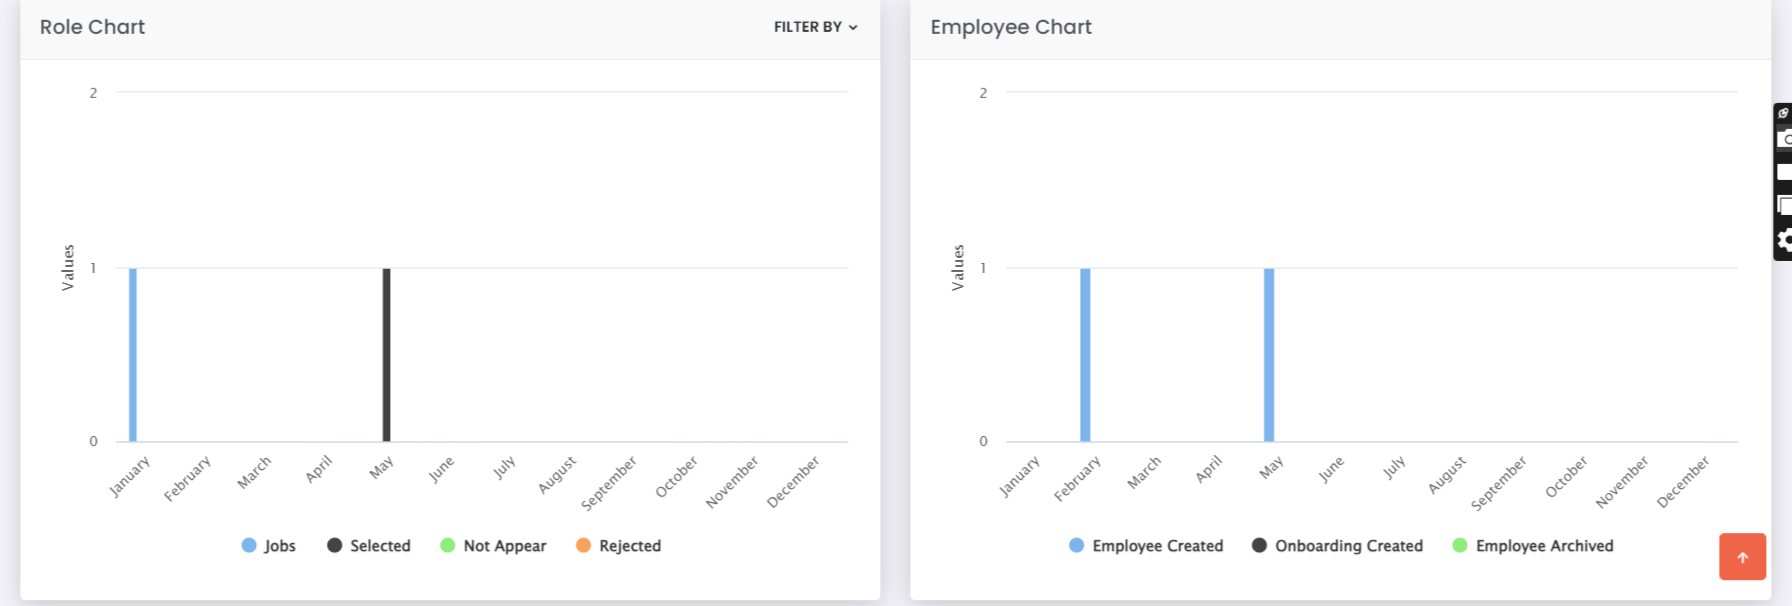 Role Chart
FILTER BY
2
1
0
Values
January
February
March
April
May
June
July
August
September
October
November
December
Jobs
Selected
Not Appear
Rejected
Employee Chart
2
1
0
Values
January
February
March
April
May
June
July
August
September
October
November
December
Employee Created
Onboarding Created
Employee Archived